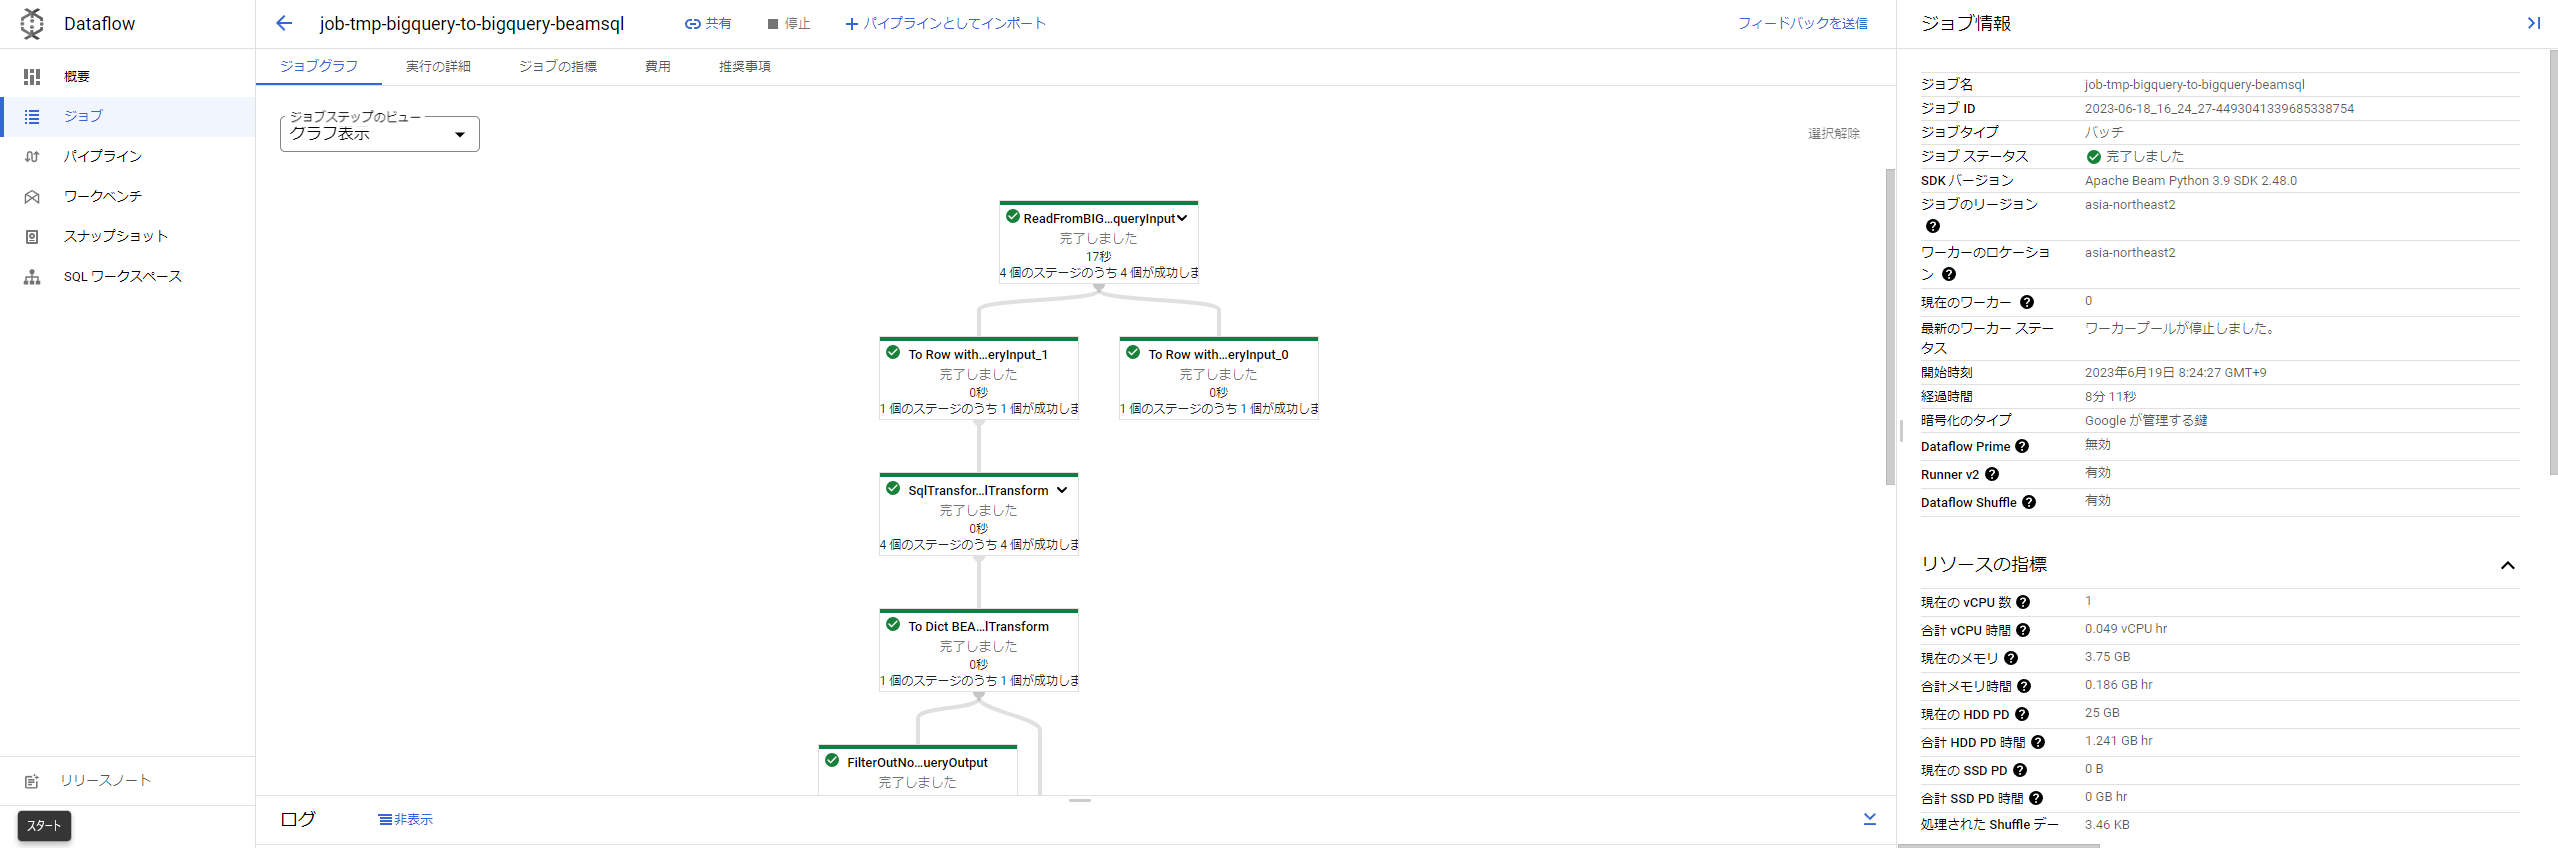 Dataflow
概要
ジョブ
パイプライン
ワークベンチ
スナップショット
SQL ワークスペース
リリースノート
スタート
job-tmp-bigquery-to-bigquery-beamsql
共有
停止
パイプラインとしてインポート
フィードバックを送信
ジョブグラフ
実行の詳細
ジョブの指標
費用
推奨事項
ジョブステップのビュー
グラフ表示
選択解除
ReadFromBIG…queryInput
完了しました
17秒
4 個のステージのうち 4 個が成功しま
To Row with…eryInput_1
完了しました
0秒
1 個のステージのうち 1 個が成功しま
To Row with…eryInput_0
完了しました
0秒
1 個のステージのうち 1 個が成功しま
SqlTransfor…lTransform
完了しました
0秒
4 個のステージのうち 4 個が成功しま
To Dict BEA…lTransform
完了しました
0秒
1 個のステージのうち 1 個が成功しま
FilterOutNo…ueryOutput
完了しました
ログ
非表示
ジョブ情報
ジョブ名 job-tmp-bigquery-to-bigquery-beamsql
ジョブ ID 2023-06-18_16_24_27-4493041339685338754
ジョブタイプ バッチ
ジョブ ステータス 完了しました
SDK バージョン Apache Beam Python 3.9 SDK 2.48.0
ジョブのリージョン asia-northeast2
ワーカーのロケーショ asia-northeast2
ン
現在のワーカー 0
最新のワーカー ステー ワーカープールが停止しました。
タス
開始時刻 2023年6月19日 8:24:27 GMT+9
経過時間 8分 11秒
暗号化のタイプ Google が管理する鍵
Dataflow Prime 無効
Runner v2 有効
Dataflow Shuffle 有効
リソースの指標
現在の vCPU 数 1
合計 vCPU 時間 0.049 vCPU hr
現在のメモリ 3.75 GB
合計メモリ時間 0.186 GB hr
現在の HDD PD 25 GB
合計 HDD PD 時間 1.241 GB hr
現在の SSD PD 0 B
合計 SSD PD 時間 0 GB hr
処理された Shuffle デー 3.46 KB